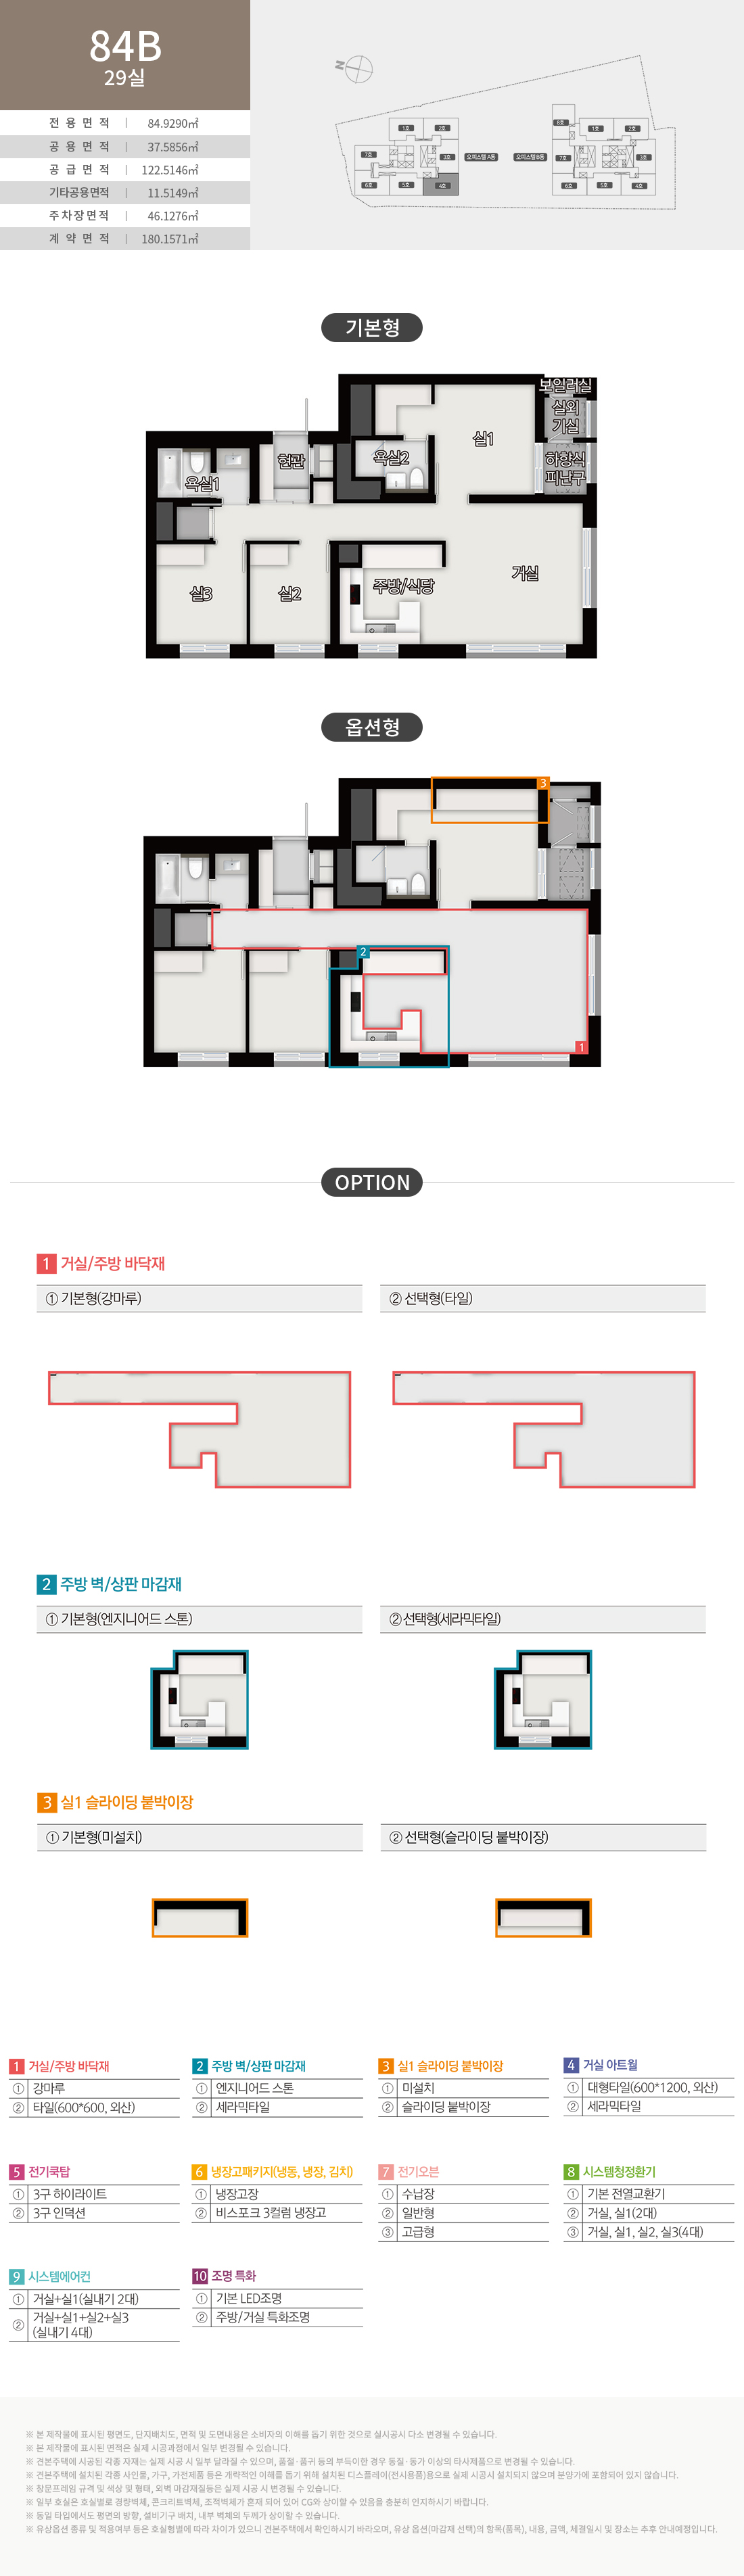 84B
29실
전 용 면 적 | 84.9290㎡
공 용 면 적 | 37.5856㎡
공 급 면 적 | 122.5146㎡
기타공용면적 | 11.5149㎡
주차장면적 | 46.1276㎡
계 약 면 적 | 180.1571㎡
N
1호 2호
7호 3호
6호 5호 4호
오피스텔 A동
오피스텔 B동
8호
1호 2호
7호 3호
6호 5호 4호
기본형
보일러실
실외
기실
하향식
피난구
실1
욕실2
현관
욕실1
실3
실2
주방/식당
거실
옵션형
3
2
1
OPTION
1 거실/주방 바닥재
① 기본형(강마루)
② 선택형(타일)
2 주방 벽/상판 마감재
① 기본형(엔지니어드 스톤)
② 선택형(세라믹타일)
3 실1 슬라이딩 붙박이장
① 기본형(미설치)
② 선택형(슬라이딩 붙박이장)
1 거실/주방 바닥재
① 강마루
② 타일(600*600, 외산)
2 주방 벽/상판 마감재
① 엔지니어드 스톤
② 세라믹타일
3 실1 슬라이딩 붙박이장
① 미설치
② 슬라이딩 붙박이장
4 거실 아트월
① 대형타일(600*1200, 외산)
② 세라믹타일
5 전기쿡탑
① 3구 하이라이트
② 3구 인덕션
6 냉장고패키지(냉동, 냉장, 김치)
① 냉장고장
② 비스포크 3컬럼 냉장고
7 전기오븐
① 수납장
② 일반형
③ 고급형
8 시스템청정환기
① 기본 전열교환기
② 거실, 실1(2대)
③ 거실, 실1, 실2, 실3(4대)
9 시스템에어컨
① 거실+실1(실내기 2대)
② 거실+실1+실2+실3
(실내기 4대)
10 조명 특화
① 기본 LED조명
② 주방/거실 특화조명
※ 본 제작물에 표시된 평면도, 단지배치도, 면적 및 도면내용은 소비자의 이해를 돕기 위한 것으로 실시공시 다소 변경될 수 있습니다.
※ 본 제작물에 표시된 면적은 실제 시공과정에서 일부 변경될 수 있습니다.
※ 견본주택에 시공된 각종 자재는 실제 시공 시 일부 달라질 수 있으며, 품절·품귀 등의 부득이한 경우 동질·동가 이상의 타사제품으로 변경될 수 있습니다.
※ 견본주택에 설치된 각종 사인물, 가구, 가전제품 등은 개략적인 이해를 돕기 위해 설치된 디스플레이(전시용품)용으로 실제 시공시 설치되지 않으며 분양가에 포함되어 있지 않습니다.
※ 창문프레임 규격 및 색상 및 형태, 외벽 마감재질등은 실제 시공 시 변경될 수 있습니다.
※ 일부 호실은 호실별로 경량벽체, 콘크리트벽체, 조적벽체가 혼재 되어 있어 CG와 상이할 수 있음을 충분히 인지하시기 바랍니다.
※ 동일 타입에서도 평면의 방향, 설비기구 배치, 내부 벽체의 두께가 상이할 수 있습니다.
※ 유상옵션 종류 및 적용여부 등은 호실형별에 따라 차이가 있으니 견본주택에서 확인하시기 바라오며, 유상 옵션(마감재 선택)의 항목(품목), 내용, 금액, 체결일시 및 장소는 추후 안내예정입니다.